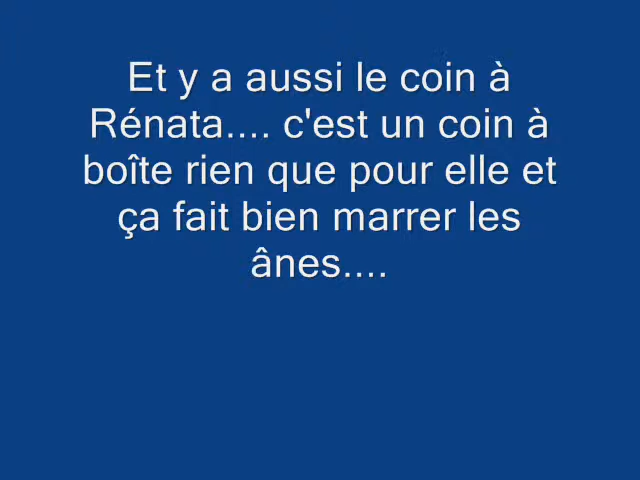 Et y a aussi le coin à
Rénata.... c'est un coin à
boîte rien que pour elle et
ça fait bien marrer les
ânes....